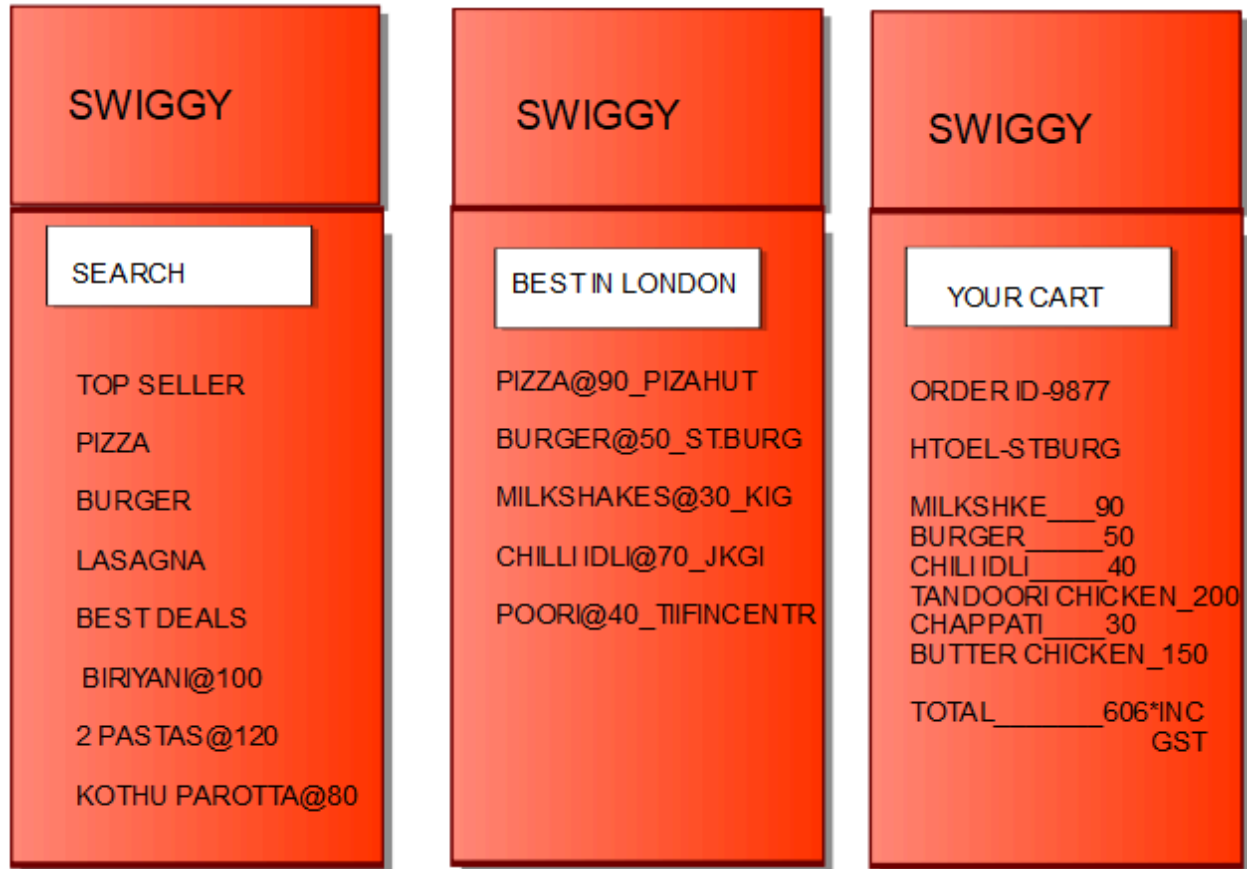 SWIGGY
SEARCH
TOP SELLER
PIZZA
BURGER
LASAGNA
BEST DEALS
BIRIYANI@100
2 PASTAS@120
KOTHU PAROTTA@80
SWIGGY
BEST IN LONDON
PIZZA@90_PIZAHUT
BURGER@50_ST.BURG
MILKSHAKES@30_KIG
CHILLI IDLI@70_JKGI
POORI@40_TIIFINCENTR
SWIGGY
YOUR CART
ORDER ID-9877
HTOEL-STBURG
MILKSHKE___90
BURGER_____50
CHILI IDLI_____40
TANDOORI CHICKEN_200
CHAPPATI____30
BUTTER CHICKEN_150
TOTAL_______606*INC
GST